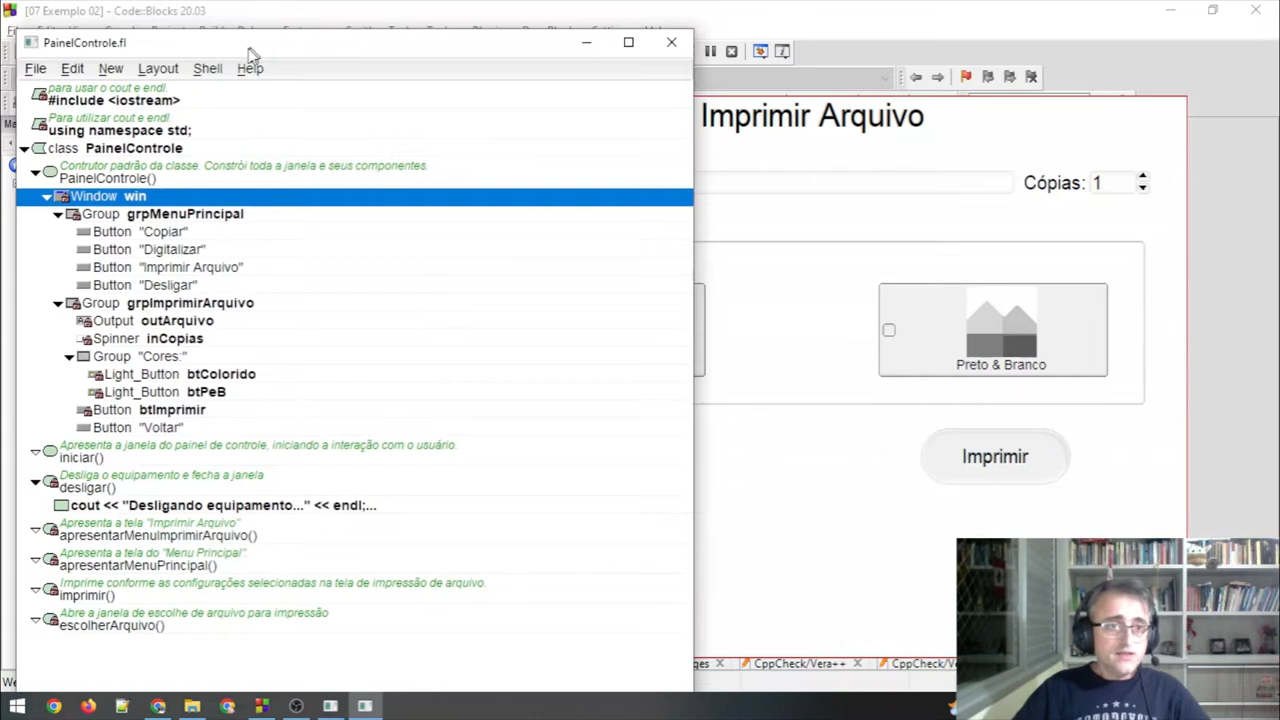 [07 Exemplo 02] - Code::Blocks 20.03
PainelControle.fl
File Edit New Layout Shell Help
para usar o cout e endl.
#include <iostream>
Para utilizar cout e endl.
using namespace std;
class PainelControle
Contrutor padrão da classe. Constrói toda a janela e seus componentes.
PainelControle()
Window win
Group grpMenuPrincipal
Button "Copiar"
Button "Digitalizar"
Button "Imprimir Arquivo"
Button "Desligar"
Group grpImprimirArquivo
Output outArquivo
Spinner inCopias
Group "Cores:"
Light_Button btColorido
Light_Button btPeB
Button btImprimir
Button "Voltar"
Apresenta a janela do painel de controle, iniciando a interação com o usuário.
iniciar()
Desliga o equipamento e fecha a janela
desligar()
cout << "Desligando equipamento..." << endl;...
Apresenta a tela "Imprimir Arquivo"
apresentarMenuImprimirArquivo()
Apresenta a tela do "Menu Principal".
apresentarMenuPrincipal()
Imprime conforme as configurações selecionadas na tela de impressão de arquivo.
imprimir()
Abre a janela de escolhe de arquivo para impressão
escolherArquivo()
Imprimir Arquivo
Cópias: 1
Preto & Branco
Imprimir
ges CppCheck/Vera++ CppCheck/Ve